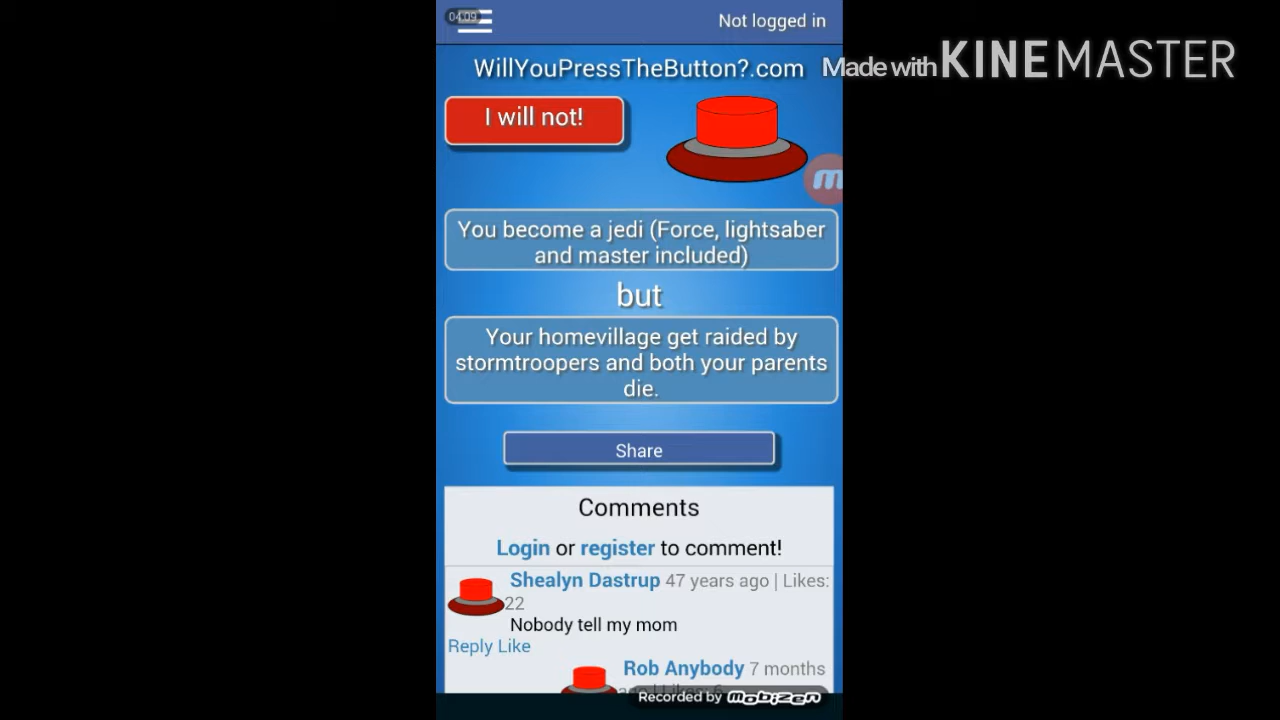 04:09
Not logged in
WillYouPressTheButton?.com
Made with KINEMASTER
I will not!
You become a jedi (Force, lightsaber
and master included)
but
Your homevillage get raided by
stormtroopers and both your parents
die.
Share
Comments
Login or register to comment!
Shealyn Dastrup 47 years ago | Likes:
22
Nobody tell my mom
Reply Like
Rob Anybody 7 months
ago | Likes: 6
Recorded by mobizen